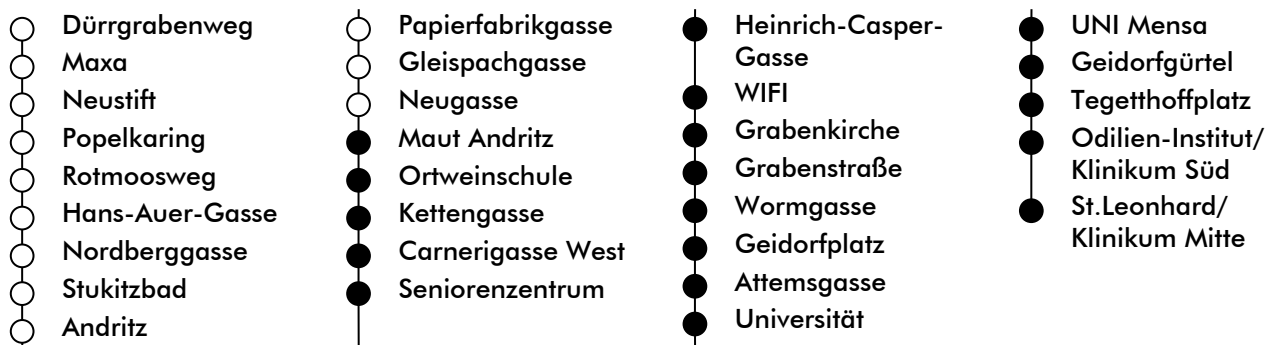 Dürrgrabenweg
Maxa
Neustift
Popelkaring
Rotmoosweg
Hans-Auer-Gasse
Nordberggasse
Stukitzbad
Andritz
Papierfabrikgasse
Gleispachgasse
Neugasse
Maut Andritz
Ortweinschule
Kettengasse
Carnerigasse West
Seniorenzentrum
Heinrich-Casper-
Gasse
WIFI
Grabenkirche
Grabenstraße
Wormgasse
Geidorfplatz
Attemsgasse
Universität
UNI Mensa
Geidorfgürtel
Tegetthoffplatz
Odilien-Institut/
Klinikum Süd
St.Leonhard/
Klinikum Mitte